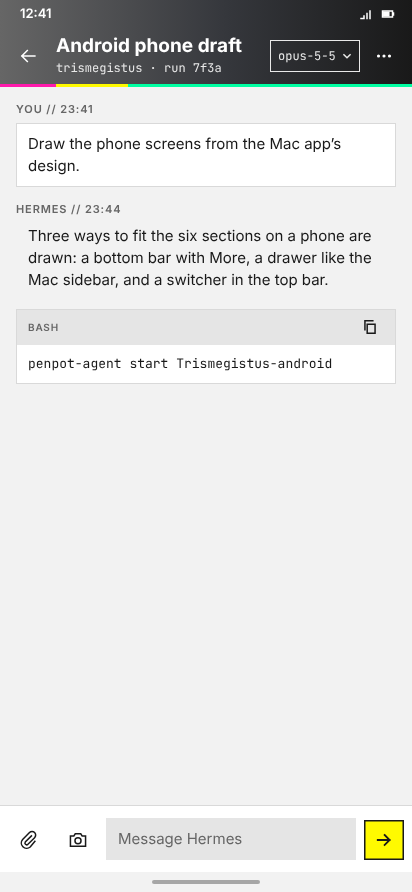 12:41
Android phone draft
trismegistus · run 7f3a
opus-5-5
YOU // 23:41
Draw the phone screens from the Mac app’s
design.
HERMES // 23:44
Three ways to fit the six sections on a phone are
drawn: a bottom bar with More, a drawer like the
Mac sidebar, and a switcher in the top bar.
BASH
penpot-agent start Trismegistus-android
Message Hermes